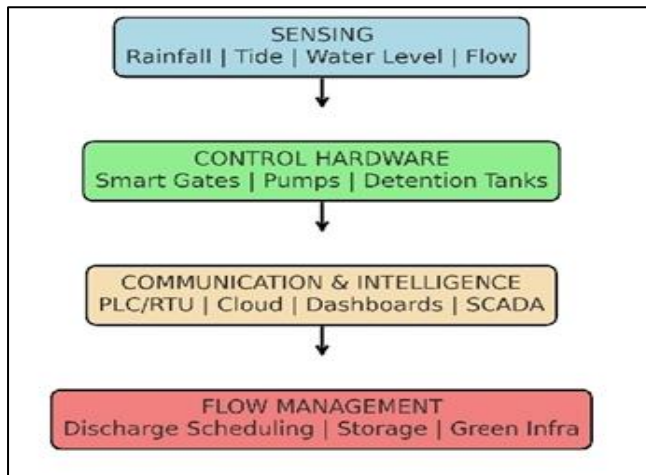 SENSING
Rainfall | Tide | Water Level | Flow
CONTROL HARDWARE
Smart Gates | Pumps | Detention Tanks
COMMUNICATION & INTELLIGENCE
PLC/RTU | Cloud | Dashboards | SCADA
FLOW MANAGEMENT
Discharge Scheduling | Storage | Green Infra